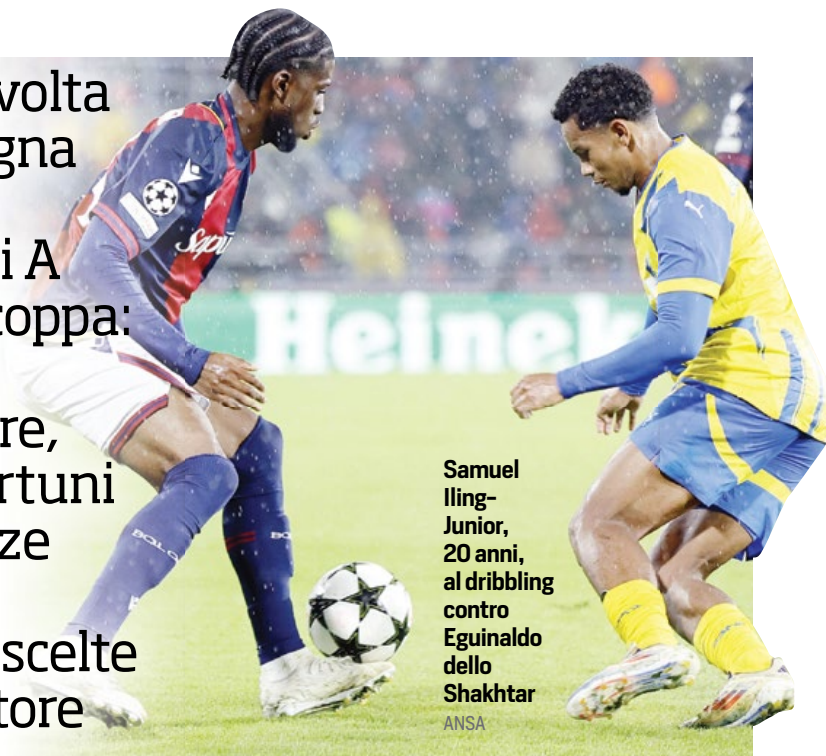 volta
gna
i A
coppa:
re,
rtuni
ze
scelte
tore
Heinek
Samuel
Iling-
Junior,
20 anni,
al dribbling
contro
Eguinaldo
dello
Shakhtar
ANSA